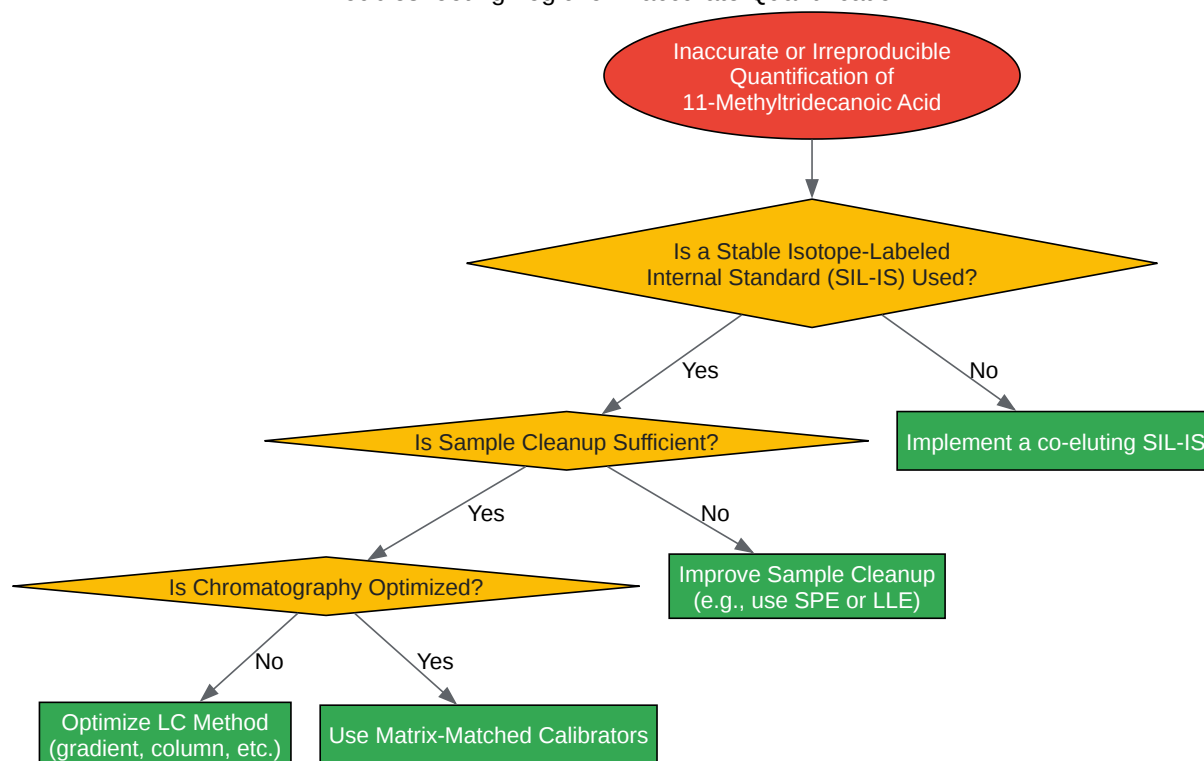 Inaccurate or Irreproducible
Quantification of
11-Methyltridecanoic Acid
Is a Stable Isotope-Labeled
Internal Standard (SIL-IS) Used?
Yes
No
Is Sample Cleanup Sufficient?
Implement a co-eluting SIL-IS
Yes
No
Is Chromatography Optimized?
Improve Sample Cleanup
(e.g., use SPE or LLE)
No
Yes
Optimize LC Method
(gradient, column, etc.)
Use Matrix-Matched Calibrators